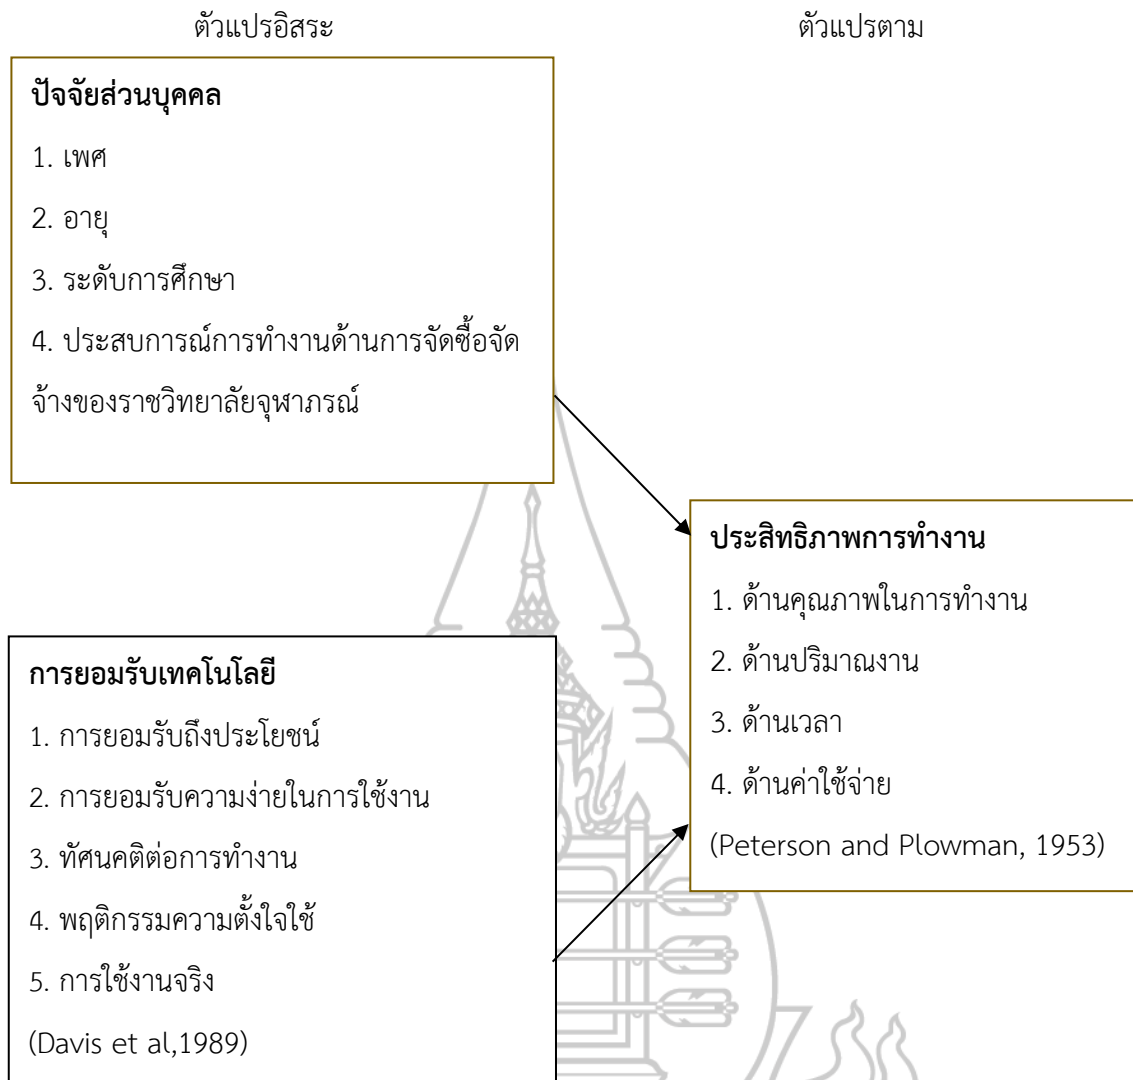 ตัวแปรอิสระ
ตัวแปรตาม
ปัจจัยส่วนบุคคล
1. เพศ
2. อายุ
3. ระดับการศึกษา
4. ประสบการณ์การทำงานด้านการจัดซื้อจัด
จ้างของราชวิทยาลัยจุฬาภรณ์
ประสิทธิภาพการทำงาน
1. ด้านคุณภาพในการทำงาน
2. ด้านปริมาณงาน
3. ด้านเวลา
4. ด้านค่าใช้จ่าย
(Peterson and Plowman, 1953)
การยอมรับเทคโนโลยี
1. การยอมรับถึงประโยชน์
2. การยอมรับความง่ายในการใช้งาน
3. ทัศนคติต่อการทำงาน
4. พฤติกรรมความตั้งใจใช้
5. การใช้งานจริง
(Davis et al,1989)